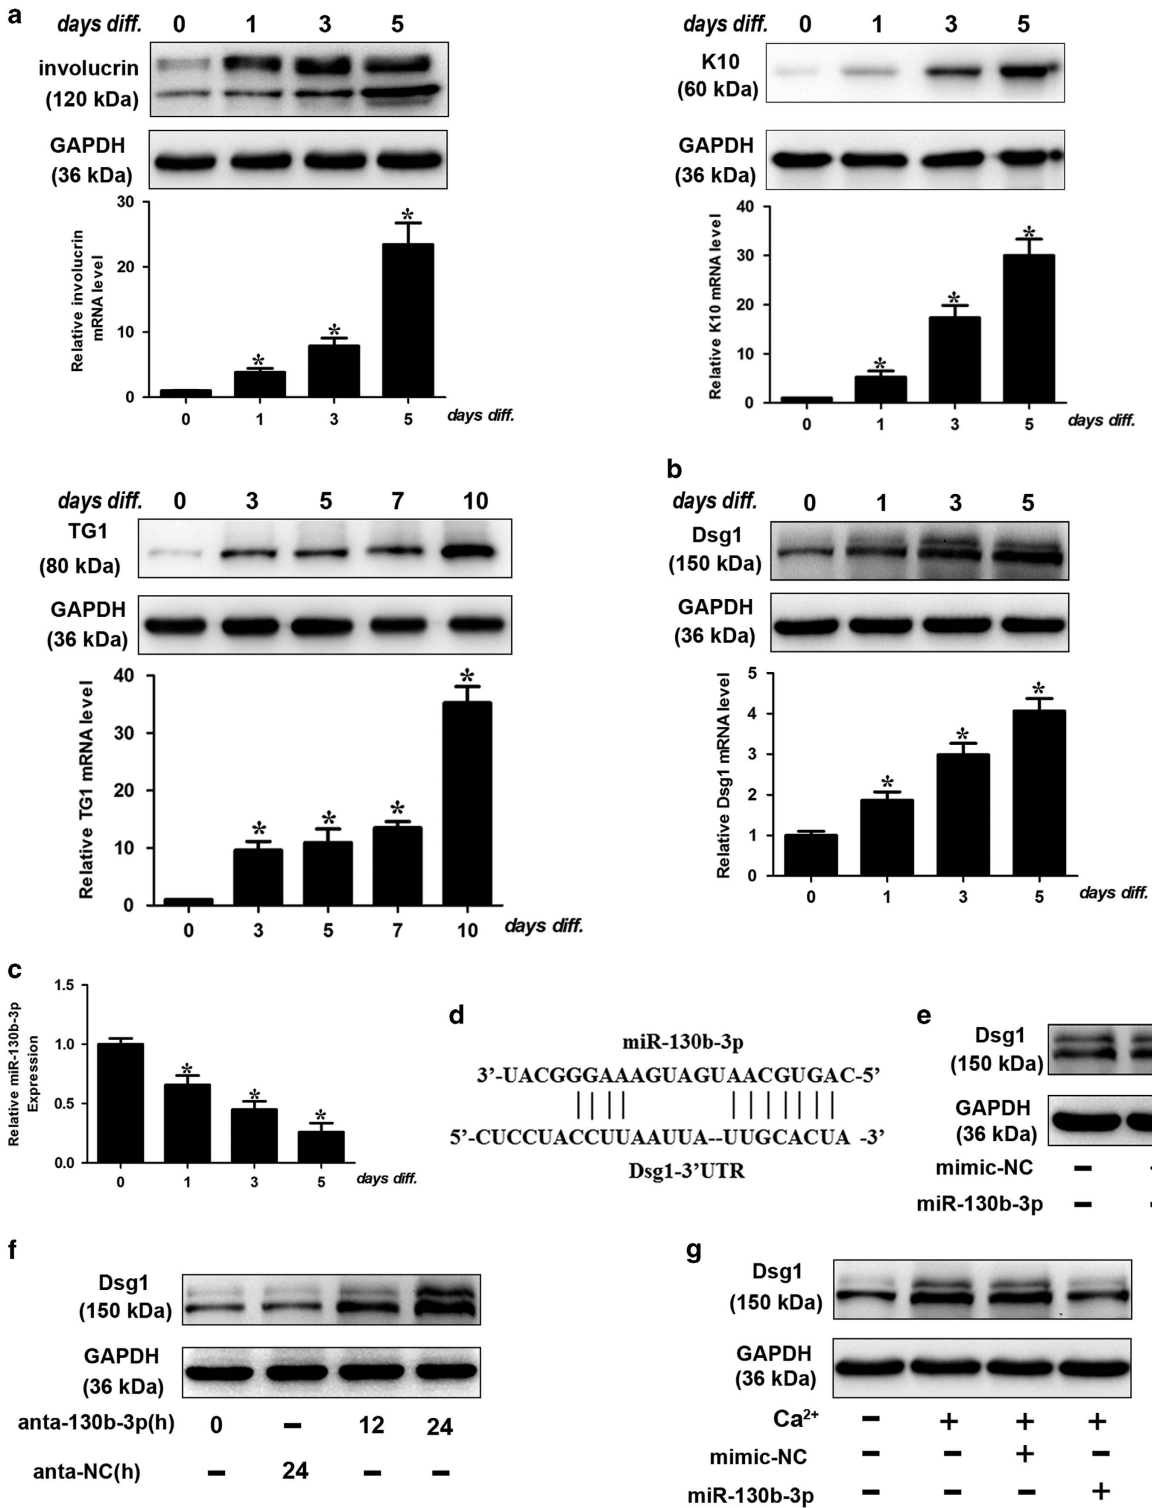 a
days diff. 0 1 3 5
involucrin
(120 kDa)
GAPDH
(36 kDa)
Relative involucrin
mRNA level
30
20
10
0
*
*
*
0 1 3 5 days diff.
days diff. 0 1 3 5
K10
(60 kDa)
GAPDH
(36 kDa)
Relative K10 mRNA level
40
30
20
10
0
*
*
*
0 1 3 5 days diff.
days diff. 0 3 5 7 10
TG1
(80 kDa)
GAPDH
(36 kDa)
Relative TG1 mRNA level
40
30
20
10
0
*
*
*
*
0 3 5 7 10 days diff.
b
days diff. 0 1 3 5
Dsg1
(150 kDa)
GAPDH
(36 kDa)
Relative Dsg1 mRNA level
5
4
3
2
1
0
*
*
*
0 1 3 5 days diff.
c
Relative miR-130b-3p
Expression
1.5
1.0
0.5
0.0
*
*
*
0 1 3 5 days diff.
d
miR-130b-3p
3’-UACGGGAAAGUAGUAACGUGAC-5’
5’-CUCCUACCUUAAUUA--UUGCACUA -3’
Dsg1-3’UTR
e
Dsg1
(150 kDa)
GAPDH
(36 kDa)
mimic-NC –
miR-130b-3p –
f
Dsg1
(150 kDa)
GAPDH
(36 kDa)
anta-130b-3p(h) 0 – 12 24
anta-NC(h) – 24 – –
g
Dsg1
(150 kDa)
GAPDH
(36 kDa)
Ca²⁺ – + + +
mimic-NC – – + –
miR-130b-3p – – – +